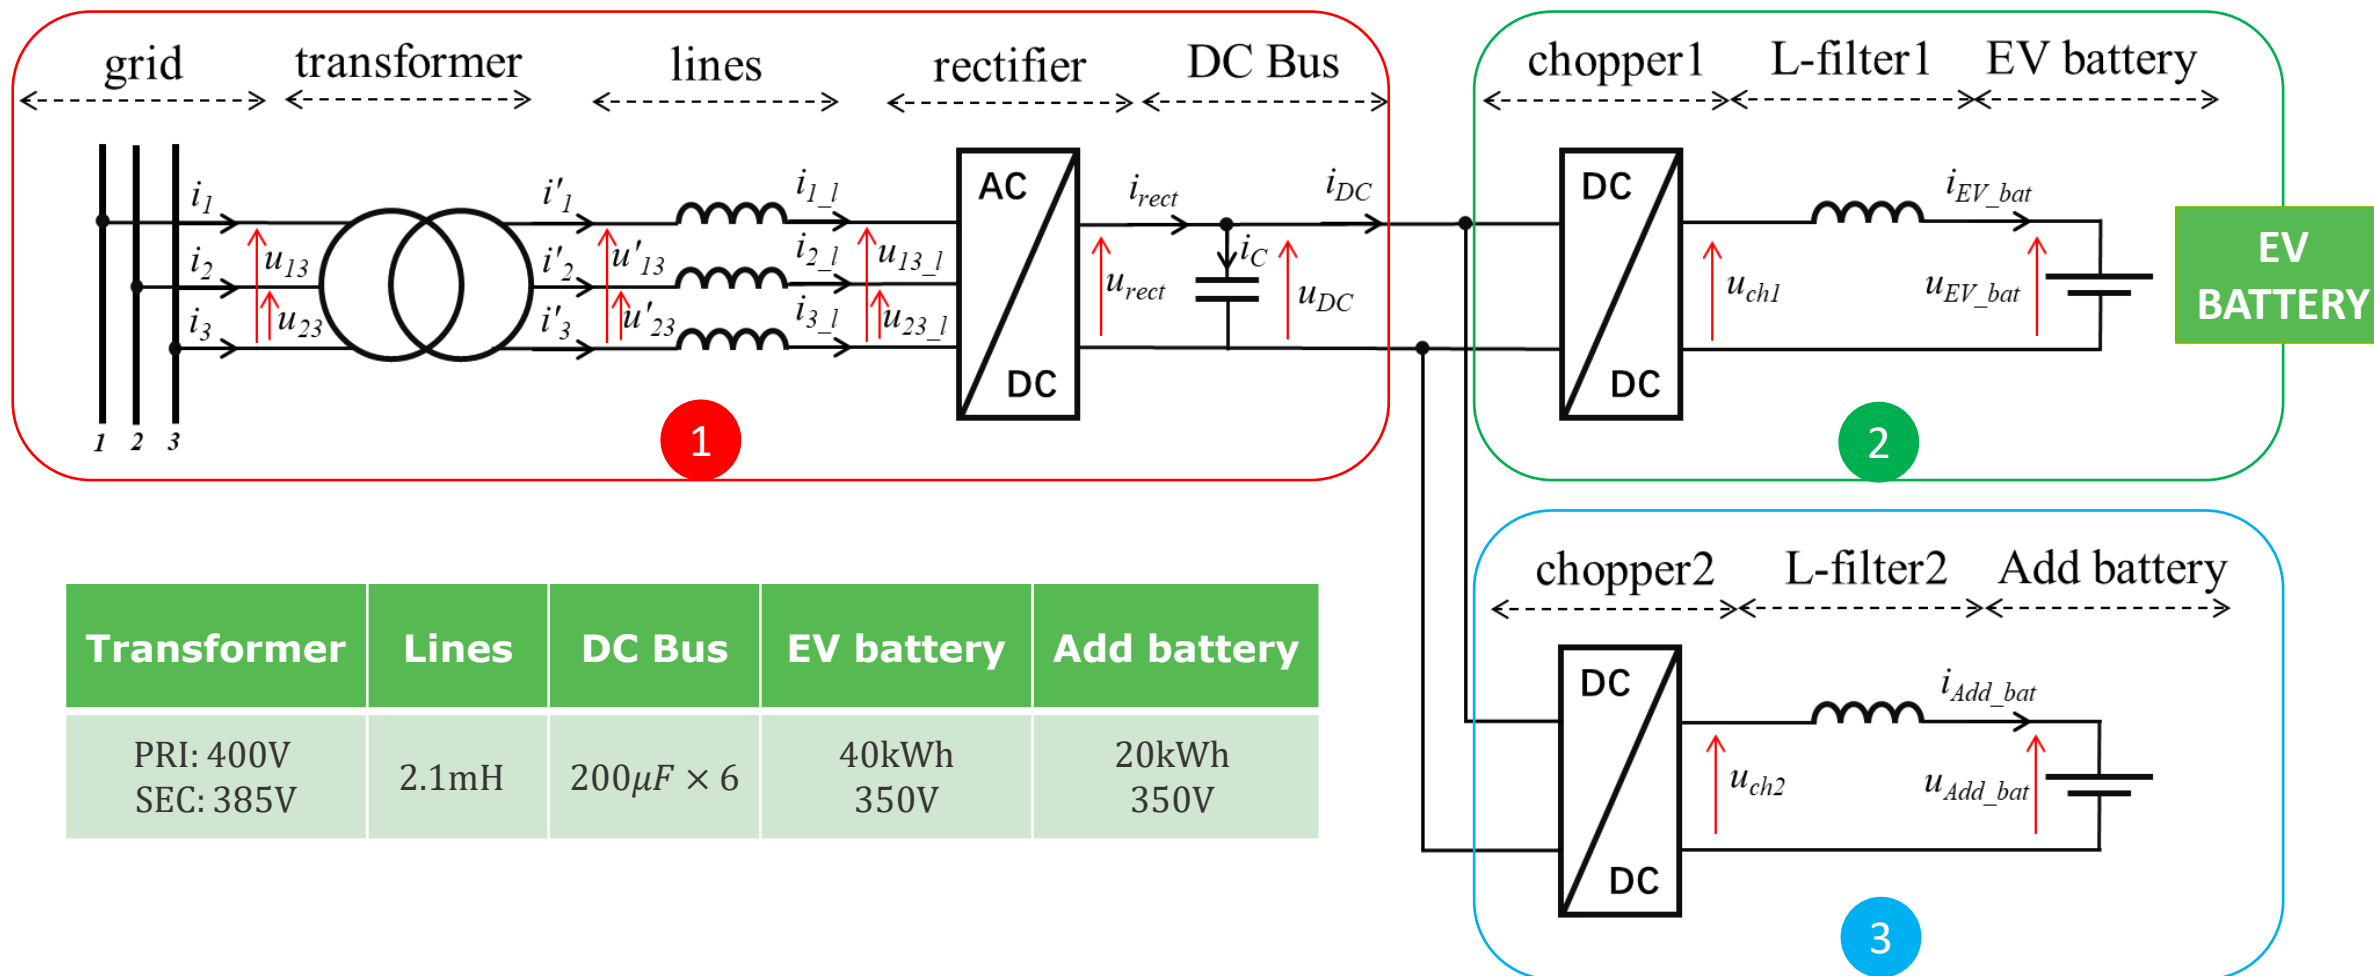 grid transformer lines rectifier DC Bus chopper1 L-filter1 EV battery
i1 i'1 i1_l AC irect iDC DC iEV_bat
i2 u13 i'2 u'13 i2_l u13_l iC EV
urect uDC uch1 uEV_bat BATTERY
i3 u23 i'3 u'23 i3_l u23_l
DC DC
1 2 3
1 2
chopper2 L-filter2 Add battery
Transformer Lines DC Bus EV battery Add battery
PRI: 400V 2.1mH 200μF × 6 40kWh 20kWh
SEC: 385V 350V 350V
DC iAdd_bat
uch2 uAdd_bat
DC
3